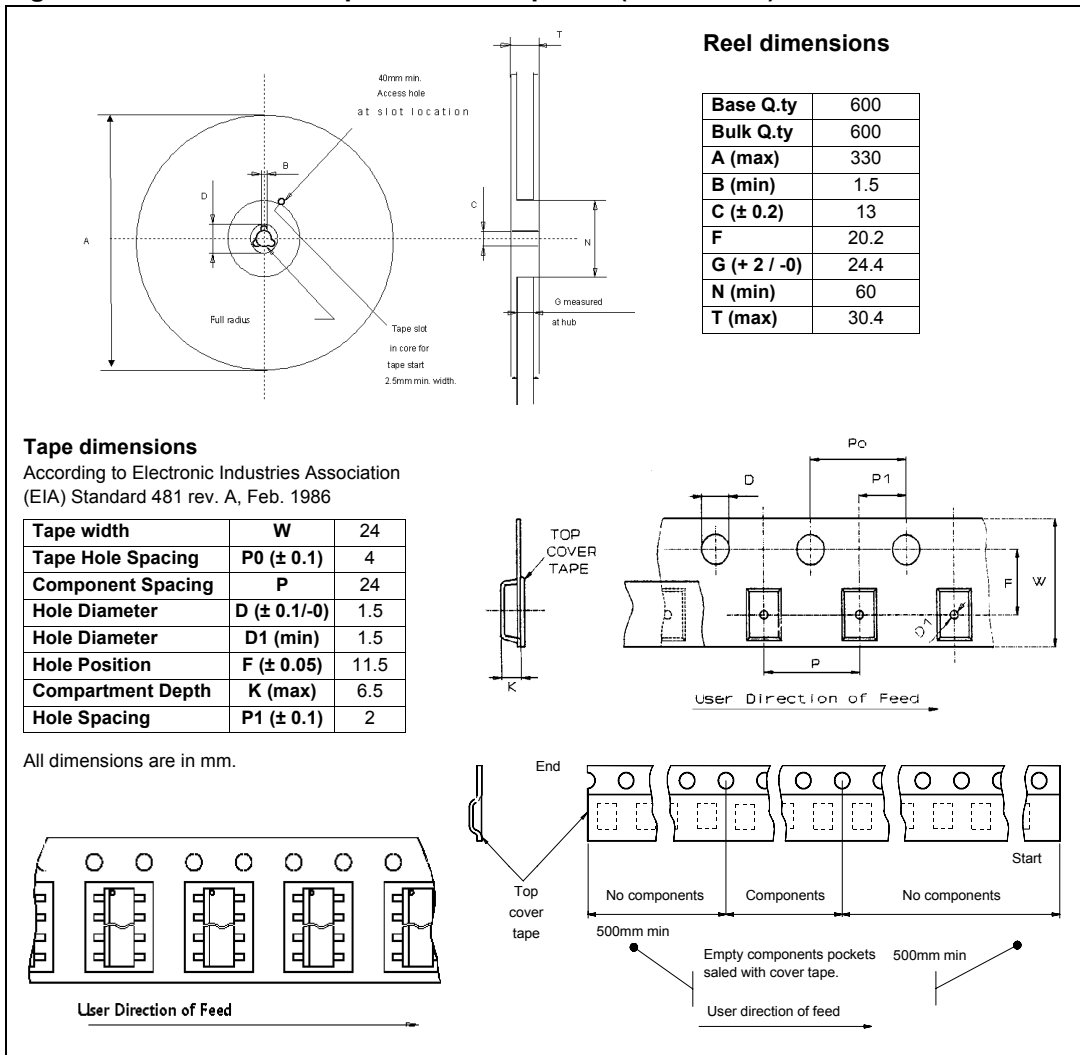 T
Reel dimensions
40mm min.
Access hole
at slot location
Base Q.ty 600
Bulk Q.ty 600
A (max) 330
B (min) 1.5
C (± 0.2) 13
F 20.2
G (+ 2 / -0) 24.4
N (min) 60
T (max) 30.4
B
D
C
A
N
G measured
at hub
Full radius
Tape slot
in core for
tape start
2.5mm min. width.
Tape dimensions
According to Electronic Industries Association
(EIA) Standard 481 rev. A, Feb. 1986
Tape width W 24
Tape Hole Spacing P0 (± 0.1) 4
Component Spacing P 24
Hole Diameter D (± 0.1/-0) 1.5
Hole Diameter D1 (min) 1.5
Hole Position F (± 0.05) 11.5
Compartment Depth K (max) 6.5
Hole Spacing P1 (± 0.1) 2
All dimensions are in mm.
Po
D
P1
TOP
COVER
TAPE
F
W
D1
K
P
User Direction of Feed
End
Start
Top
cover
tape
No components
Components
No components
500mm min
Empty components pockets
saled with cover tape.
500mm min
User direction of feed
User Direction of Feed